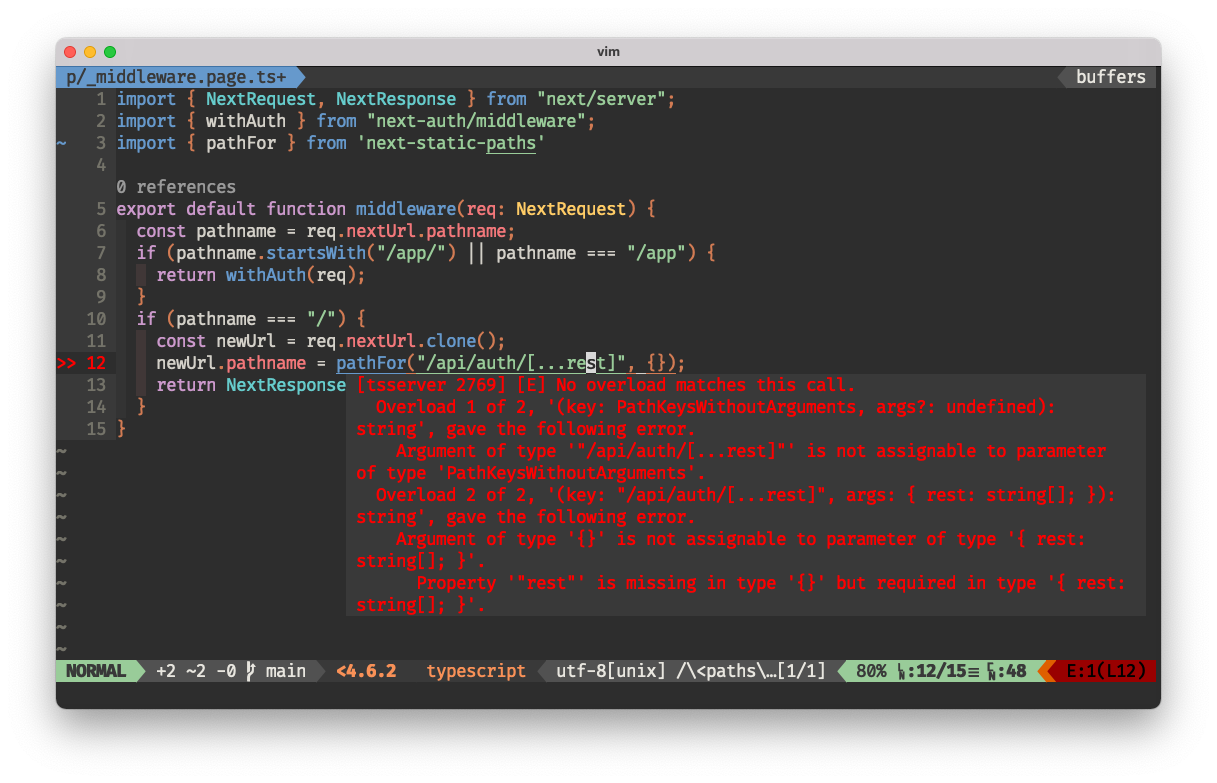 vim
p/_middleware.page.ts+ buffers
1 import { NextRequest, NextResponse } from "next/server";
2 import { withAuth } from "next-auth/middleware";
~ 3 import { pathFor } from 'next-static-paths'
4
0 references
5 export default function middleware(req: NextRequest) {
6 const pathname = req.nextUrl.pathname;
7 if (pathname.startsWith("/app/") || pathname === "/app") {
8 return withAuth(req);
9 }
10 if (pathname === "/") {
11 const newUrl = req.nextUrl.clone();
>> 12 newUrl.pathname = pathFor("/api/auth/[...rest]", {});
13 return NextResponse [tsserver 2769] [E] No overload matches this call.
14 } Overload 1 of 2, '(key: PathKeysWithoutArguments, args?: undefined):
15 } string', gave the following error.
~ Argument of type '"/api/auth/[...rest]"' is not assignable to parameter
~ of type 'PathKeysWithoutArguments'.
~ Overload 2 of 2, '(key: "/api/auth/[...rest]", args: { rest: string[]; }):
~ string', gave the following error.
~ Argument of type '{}' is not assignable to parameter of type '{ rest:
~ string[]; }'.
~ Property '"rest"' is missing in type '{}' but required in type '{ rest:
~ string[]; }'.
~
~
NORMAL +2 ~2 -0 main <4.6.2 typescript utf-8[unix] /\<paths\…[1/1] 80% :12/15≡ :48 E:1(L12)